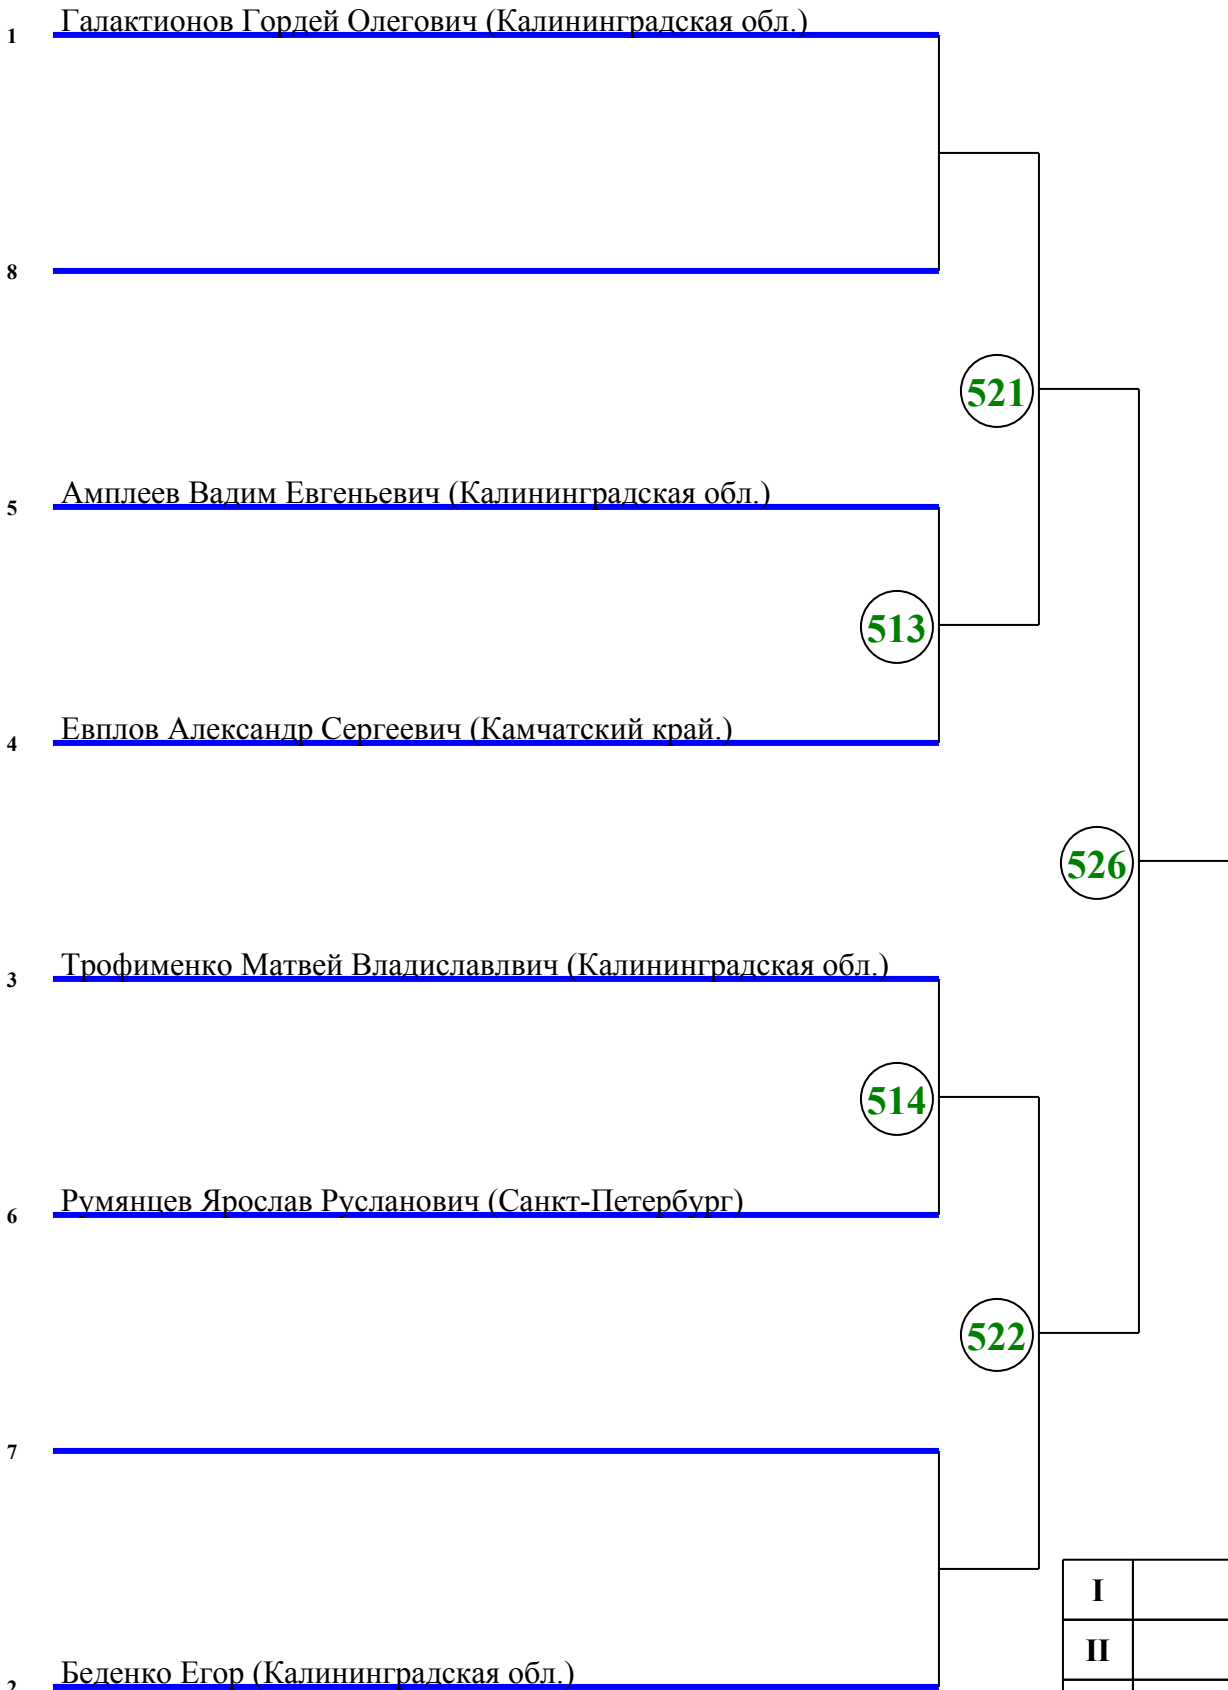 Галактионов Гордей Олегович (Калининградская обл.)
1
8
521
Амплеев Вадим Евгеньевич (Калининградская обл.)
5
513
Евплов Александр Сергеевич (Камчатский край.)
4
526
Трофименко Матвей Владиславлвич (Калининградская обл.)
3
514
Румянцев Ярослав Русланович (Санкт-Петербург)
6
522
7
I
II
Беденко Егор (Калининградская обл.)
2